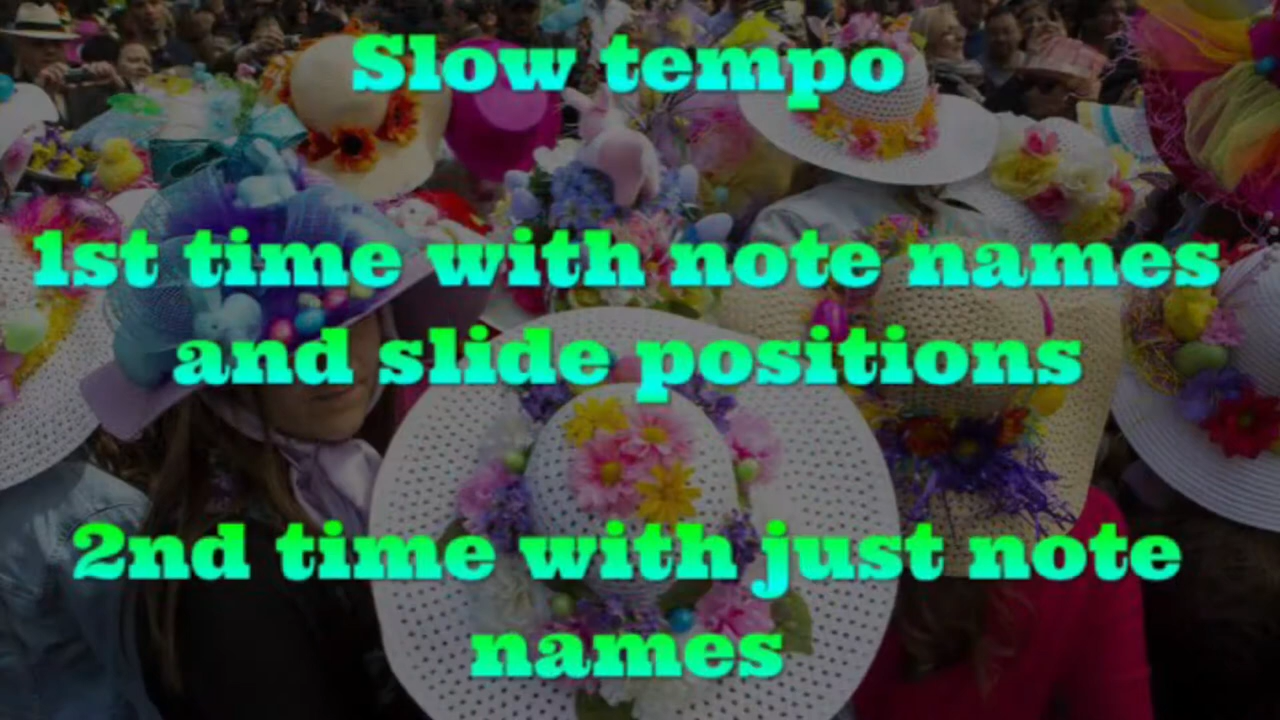 Slow tempo
1st time with note names
and slide positions
2nd time with just note
names